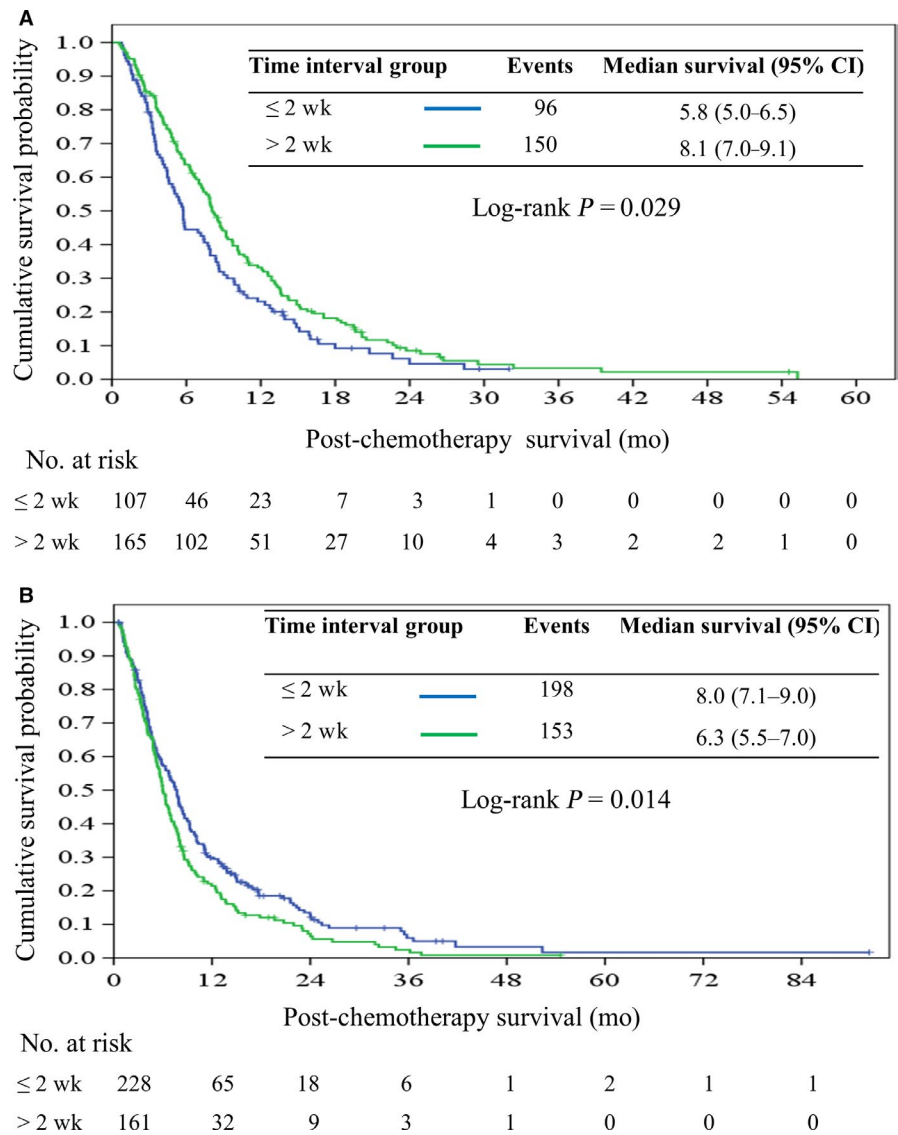 A
Cumulative survival probability
1.0
0.9
0.8
0.7
0.6
0.5
0.4
0.3
0.2
0.1
0.0
Time interval group Events Median survival (95% CI)
≤ 2 wk 96 5.8 (5.0–6.5)
> 2 wk 150 8.1 (7.0–9.1)
Log-rank P = 0.029
0 6 12 18 24 30 36 42 48 54 60
Post-chemotherapy survival (mo)
No. at risk
≤ 2 wk 107 46 23 7 3 1 0 0 0 0 0
> 2 wk 165 102 51 27 10 4 3 2 2 1 0
B
Cumulative survival probability
1.0
0.9
0.8
0.7
0.6
0.5
0.4
0.3
0.2
0.1
0.0
Time interval group Events Median survival (95% CI)
≤ 2 wk 198 8.0 (7.1–9.0)
> 2 wk 153 6.3 (5.5–7.0)
Log-rank P = 0.014
0 12 24 36 48 60 72 84
Post-chemotherapy survival (mo)
No. at risk
≤ 2 wk 228 65 18 6 1 2 1 1
> 2 wk 161 32 9 3 1 0 0 0